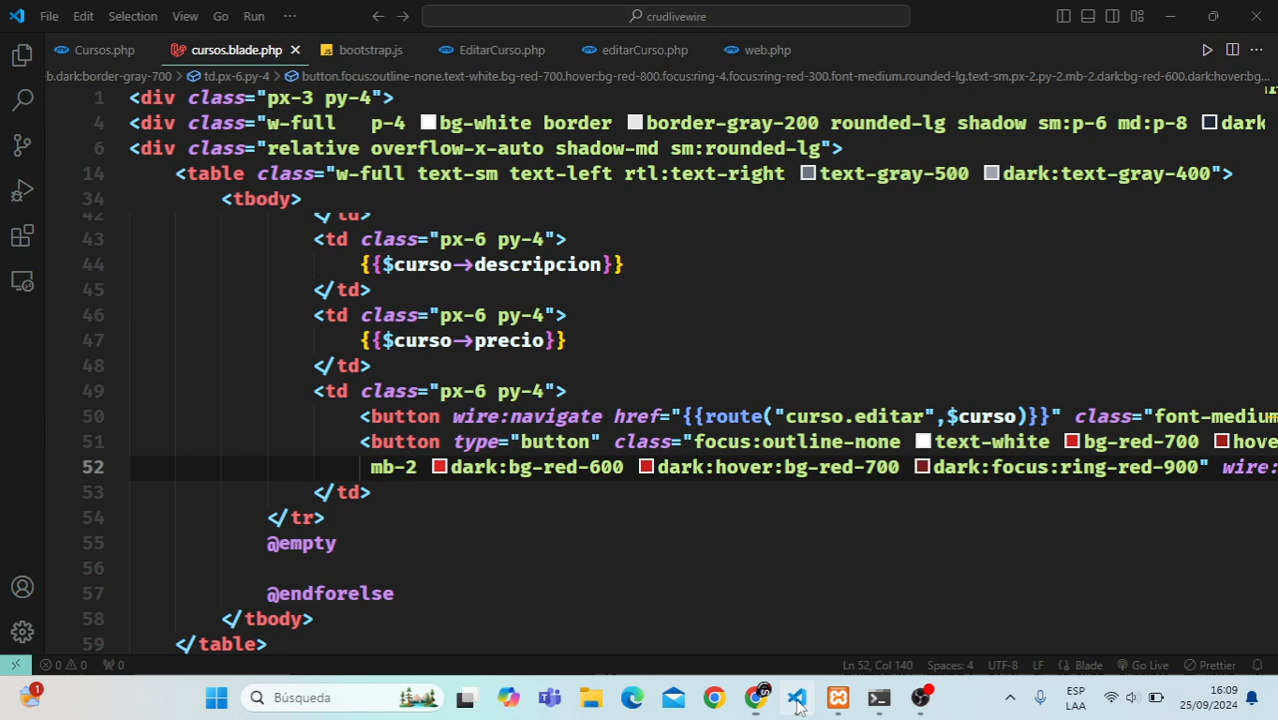 File Edit Selection View Go Run ··· crudlivewire
Cursos.php cursos.blade.php bootstrap.js EditarCurso.php editarCurso.php web.php
b.dark:border-gray-700 > td.px-6.py-4 > button.focus:outline-none.text-white.bg-red-700.hover:bg-red-800.focus:ring-4.focus:ring-red-300.font-medium.rounded-lg.text-sm.px-2.py-2.mb-2.dark:bg-red-600.dark:hover:bg...
1 <div class="px-3 py-4">
4 <div class="w-full   p-4 bg-white border border-gray-200 rounded-lg shadow sm:p-6 md:p-8 dark
6 <div class="relative overflow-x-auto shadow-md sm:rounded-lg">
14 <table class="w-full text-sm text-left rtl:text-right text-gray-500 dark:text-gray-400">
34 <tbody>
42 </td>
43 <td class="px-6 py-4">
44 {{$curso->descripcion}}
45 </td>
46 <td class="px-6 py-4">
47 {{$curso->precio}}
48 </td>
49 <td class="px-6 py-4">
50 <button wire:navigate href="{{route("curso.editar",$curso)}}" class="font-medium
51 <button type="button" class="focus:outline-none text-white bg-red-700 hove
52 mb-2 dark:bg-red-600 dark:hover:bg-red-700 dark:focus:ring-red-900" wire:
53 </td>
54 </tr>
55 @empty
56
57 @endforelse
58 </tbody>
59 </table>
0 0 0 Ln 52, Col 140 Spaces: 4 UTF-8 LF Blade Go Live Prettier
1 Búsqueda ESP LAA 16:09 25/09/2024